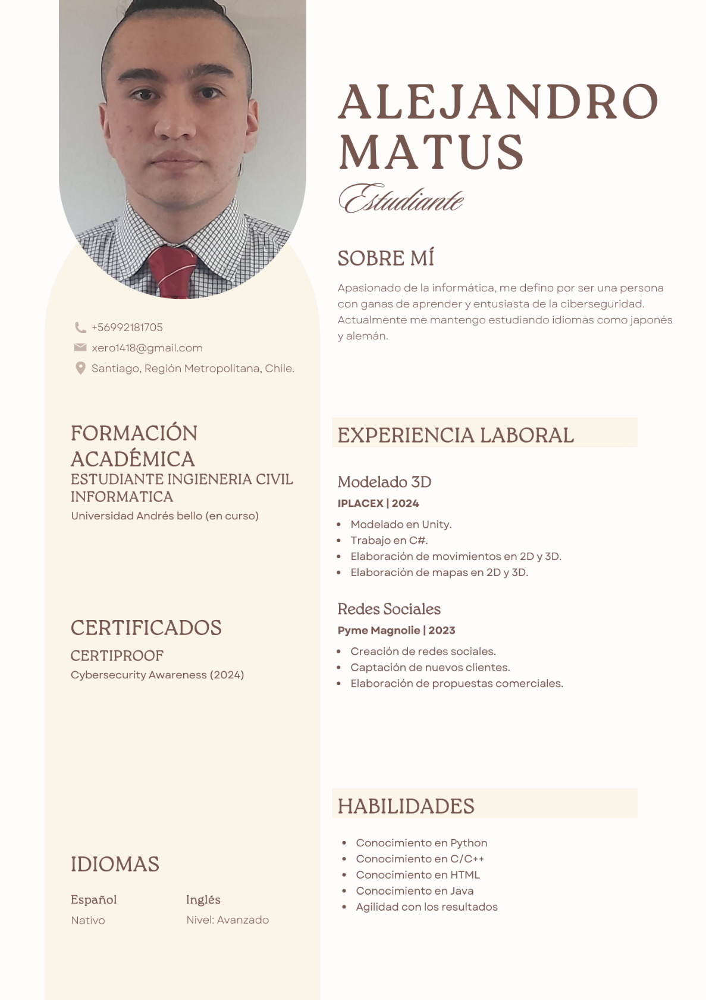 ALEJANDRO
MATUS
Estudiante
SOBRE MÍ
Apasionado de la informática, me defino por ser una persona
con ganas de aprender y entusiasta de la ciberseguridad.
Actualmente me mantengo estudiando idiomas como japonés
y alemán.
+56992181705
xero1418@gmail.com
Santiago, Región Metropolitana, Chile.
FORMACIÓN
ACADÉMICA
ESTUDIANTE INGIENERIA CIVIL
INFORMATICA
Universidad Andrés bello (en curso)
CERTIFICADOS
CERTIPROOF
Cybersecurity Awareness (2024)
IDIOMAS
Español
Nativo
Inglés
Nivel: Avanzado
EXPERIENCIA LABORAL
Modelado 3D
IPLACEX | 2024
• Modelado en Unity.
• Trabajo en C#.
• Elaboración de movimientos en 2D y 3D.
• Elaboración de mapas en 2D y 3D.
Redes Sociales
Pyme Magnolie | 2023
• Creación de redes sociales.
• Captación de nuevos clientes.
• Elaboración de propuestas comerciales.
HABILIDADES
• Conocimiento en Python
• Conocimiento en C/C++
• Conocimiento en HTML
• Conocimiento en Java
• Agilidad con los resultados